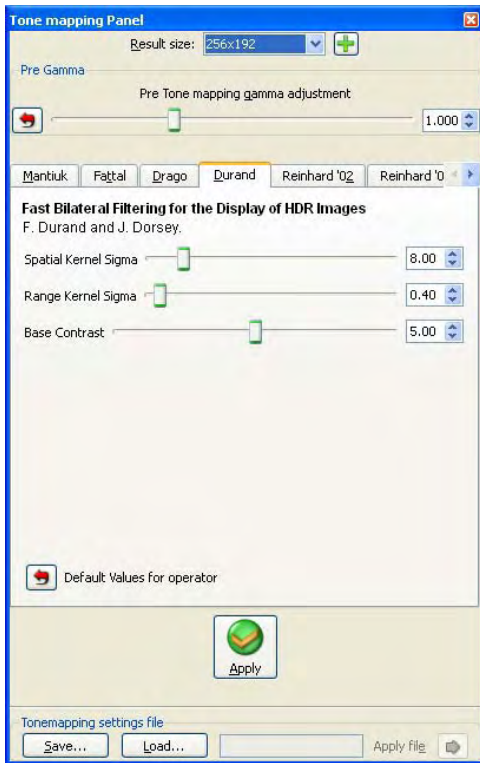 Tone mapping Panel
Result size: 256x192
Pre Gamma
Pre Tone mapping gamma adjustment
1.000
Mantiuk Fattal Drago Durand Reinhard '02 Reinhard '0
Fast Bilateral Filtering for the Display of HDR Images
F. Durand and J. Dorsey.
Spatial Kernel Sigma 8.00
Range Kernel Sigma 0.40
Base Contrast 5.00
Default Values for operator
Apply
Tonemapping settings file
Save... Load... Apply file